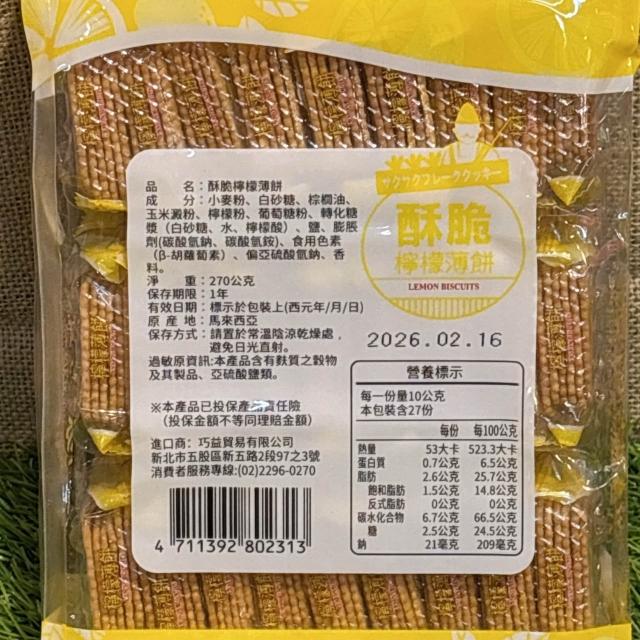 品　　名：酥脆檸檬薄餅
成　　分：小麥粉、白砂糖、棕櫚油、
玉米澱粉、檸檬粉、葡萄糖粉、轉化糖
漿（白砂糖、水、檸檬酸）、鹽、膨脹
劑(碳酸氫鈉、碳酸氫銨)、食用色素
（β-胡蘿蔔素）、偏亞硫酸氫鈉、香
料。
淨　　重：270公克
保存期限：1年
有效日期：標示於包裝上(西元年/月/日)
原 產 地：馬來西亞
保存方式：請置於常溫陰涼乾燥處，
避免日光直射。
過敏原資訊:本產品含有麩質之穀物
及其製品、亞硫酸鹽類。
※本產品已投保產品責任險
（投保金額不等同理賠金額）
進口商：巧益貿易有限公司
新北市五股區新五路2段97之3號
消費者服務專線:(02)2296-0270
4 711392 802313
サクサクフレーククッキー
酥脆
檸檬薄餅
LEMON BISCUITS
2026.02.16
營養標示
每一份量10公克
本包裝含27份
每份 每100公克
熱量 53大卡 523.3大卡
蛋白質 0.7公克 6.5公克
脂肪 2.6公克 25.7公克
飽和脂肪 1.5公克 14.8公克
反式脂肪 0公克 0公克
碳水化合物 6.7公克 66.5公克
糖 2.5公克 24.5公克
鈉 21毫克 209毫克